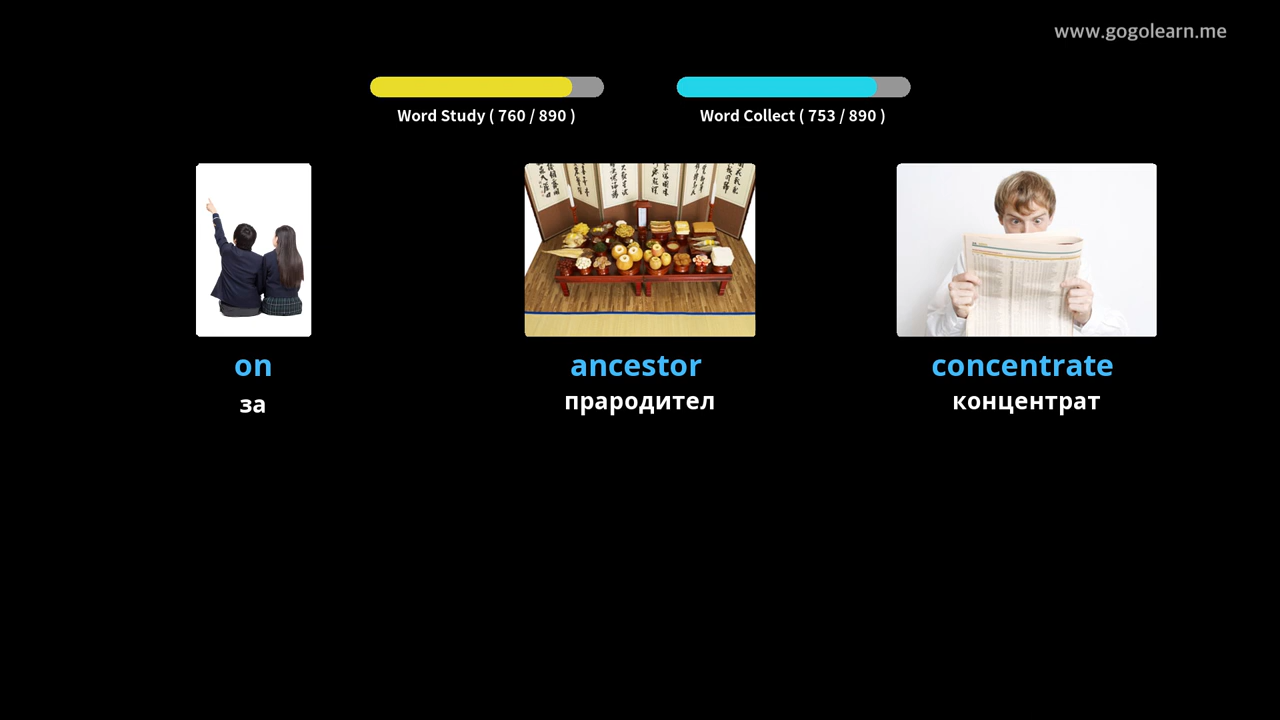 www.gogolearn.me
Word Study ( 760 / 890 )
Word Collect ( 753 / 890 )
on
ancestor
concentrate
за
прародител
концентрат